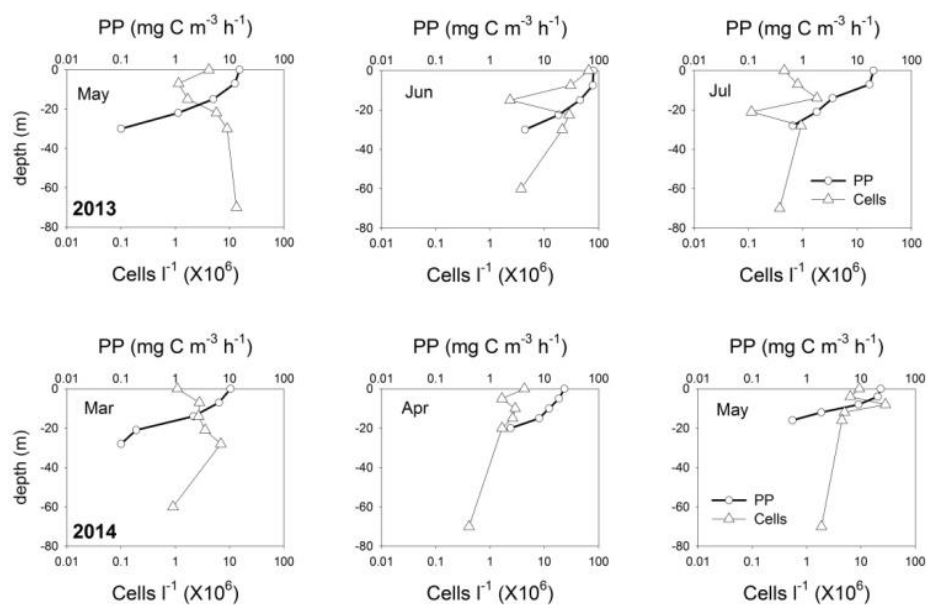 PP (mg C m⁻³ h⁻¹) PP (mg C m⁻³ h⁻¹) PP (mg C m⁻³ h⁻¹)
0.01 0.1 1 10 100 0.01 0.1 1 10 100 0.01 0.1 1 10 100
0 0 0
May Jun Jul
-20 -20 -20
depth (m)
-40 -40 -40
PP
-60 -60 -60
Cells
2013
-80 -80 -80
0.01 0.1 1 10 100 0.01 0.1 1 10 100 0.01 0.1 1 10 100
Cells l⁻¹ (X10⁶) Cells l⁻¹ (X10⁶) Cells l⁻¹ (X10⁶)
PP (mg C m⁻³ h⁻¹) PP (mg C m⁻³ h⁻¹) PP (mg C m⁻³ h⁻¹)
0.01 0.1 1 10 100 0.01 0.1 1 10 100 0.01 0.1 1 10 100
0 0 0
Mar Apr May
-20 -20 -20
depth (m)
-40 -40 -40
PP
-60 -60 -60
Cells
2014
-80 -80 -80
0.01 0.1 1 10 100 0.01 0.1 1 10 100 0.01 0.1 1 10 100
Cells l⁻¹ (X10⁶) Cells l⁻¹ (X10⁶) Cells l⁻¹ (X10⁶)